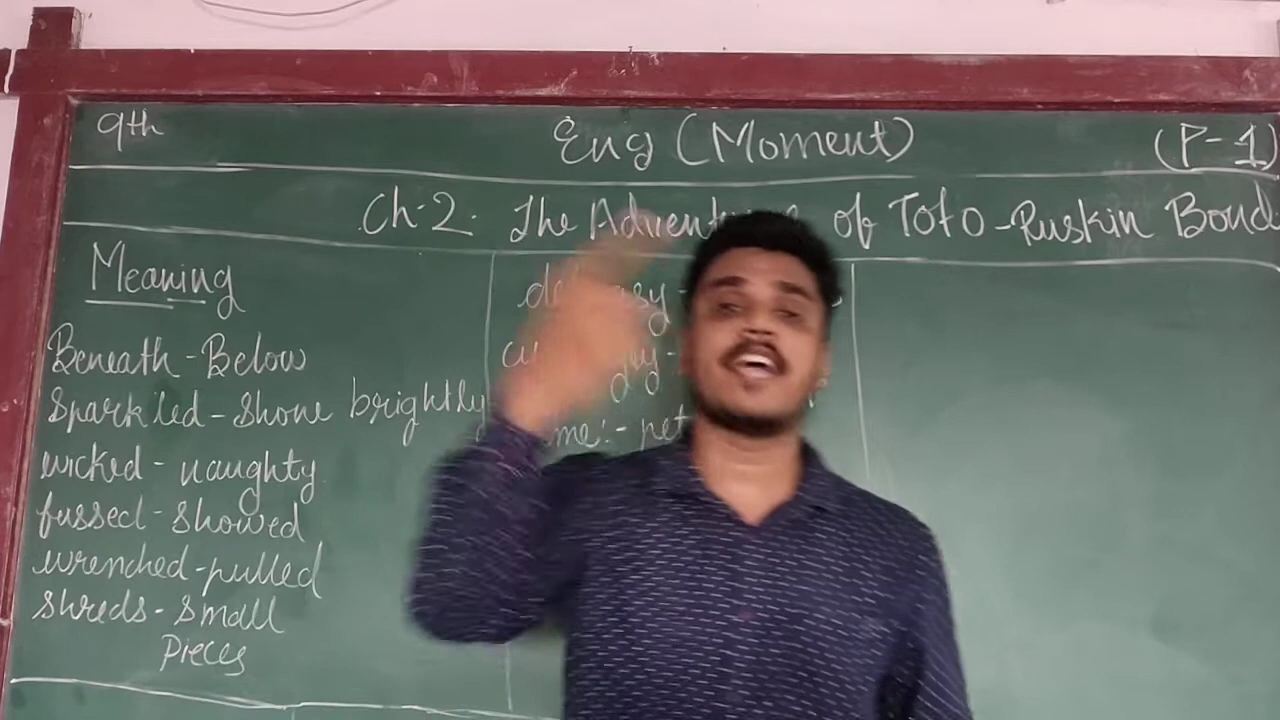 9th
Eng (Moment)
(P-1)
Ch-2. The of Toto-Ruskin Bond
Meaning
Beneath - Below
Sparkled - Shone brightly
wicked - naughty
fussed - showed
wrenched - pulled
shreds - small
pieces